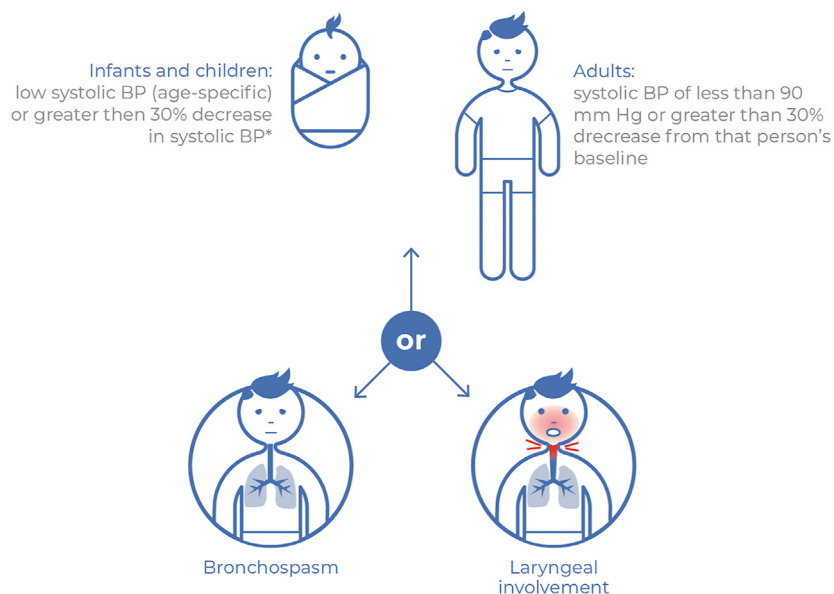 Infants and children:
low systolic BP (age-specific)
or greater then 30% decrease
in systolic BP*
Adults:
systolic BP of less than 90
mm Hg or greater than 30%
drecrease from that person's
baseline
or
Bronchospasm
Laryngeal
involvement